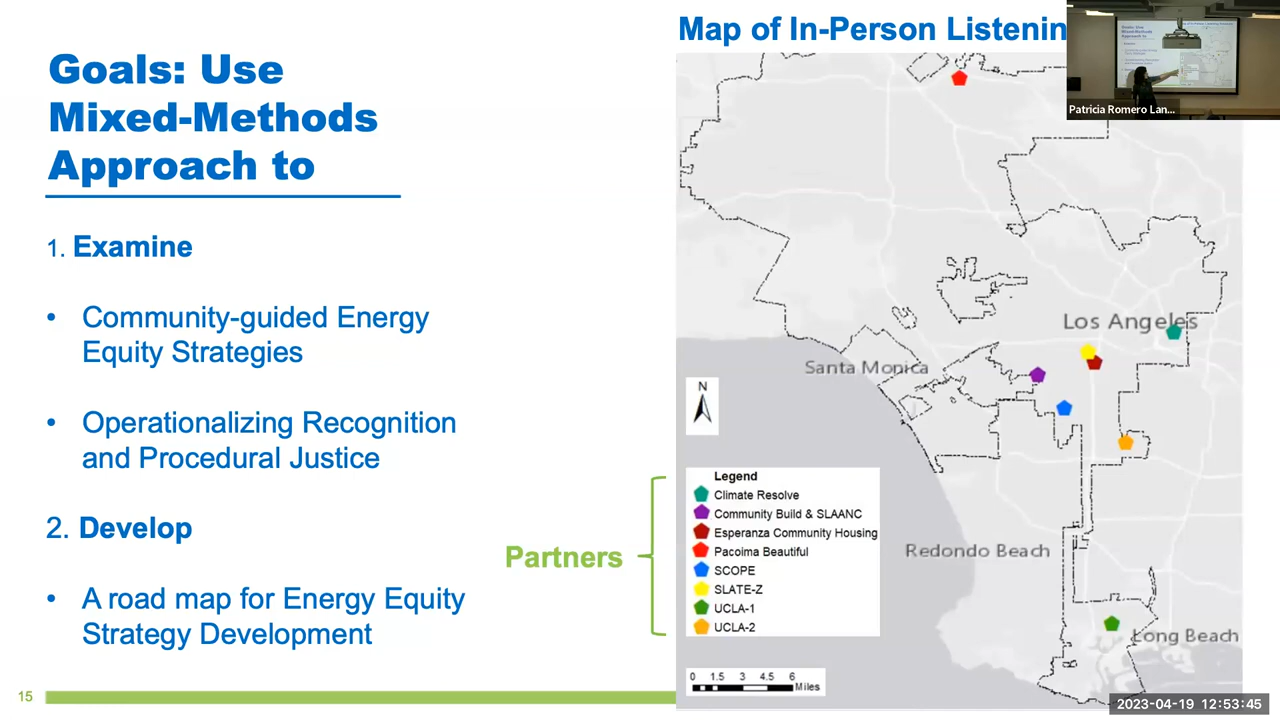 Goals: Use
Mixed-Methods
Approach to
1. Examine
• Community-guided Energy
Equity Strategies
• Operationalizing Recognition
and Procedural Justice
2. Develop
• A road map for Energy Equity
Strategy Development
Partners
15
Map of In-Person Listenin
Patricia Romero Lan...
Los Angeles
Santa Monica
N
Legend
Climate Resolve
Community Build & SLAANC
Esperanza Community Housing
Pacoima Beautiful
SCOPE
SLATE-Z
UCLA-1
UCLA-2
Redondo Beach
Long Beach
0 1.5 3 4.5 6
Miles
2023-04-19 12:53:45